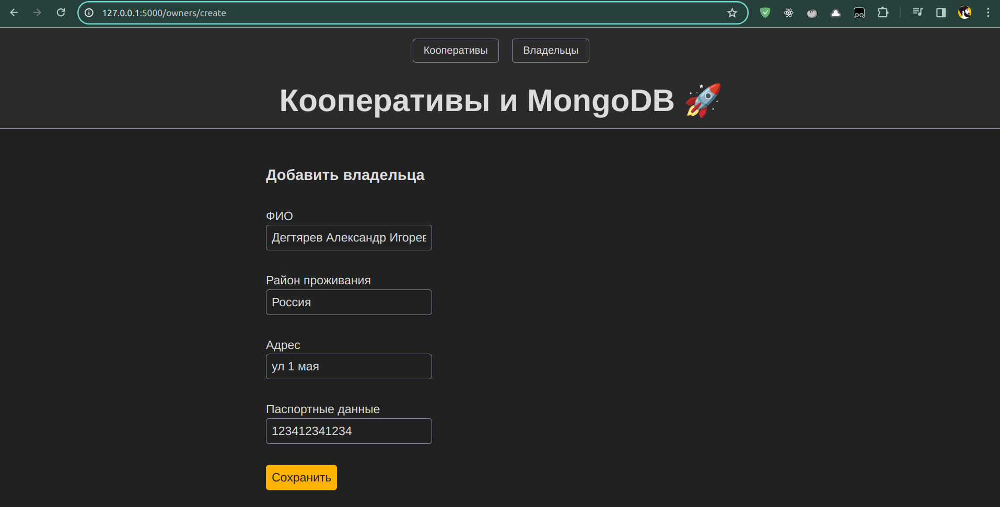 127.0.0.1:5000/owners/create
Кооперативы Владельцы
Кооперативы и MongoDB 🚀
Добавить владельца
ФИО
Дегтярев Александр Игорев
Район проживания
Россия
Адрес
ул 1 мая
Паспортные данные
123412341234
Сохранить